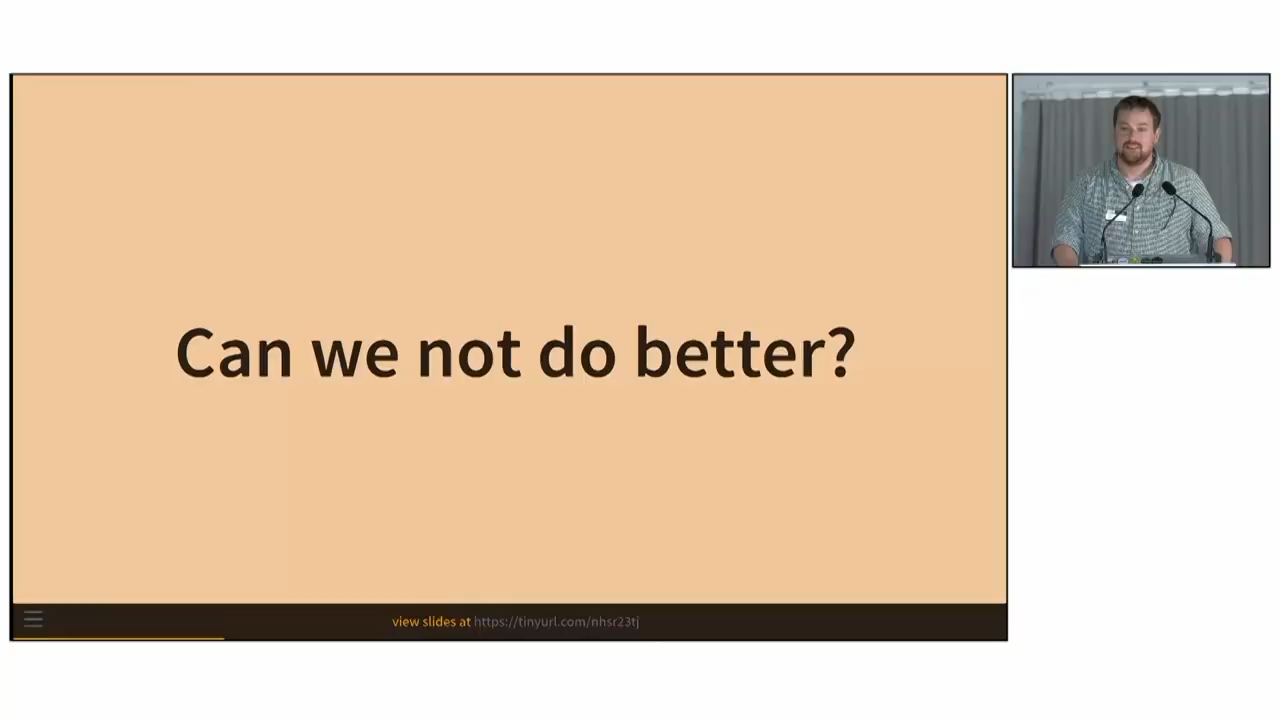 Can we not do better?
view slides at https://tinyurl.com/nhsr23tj